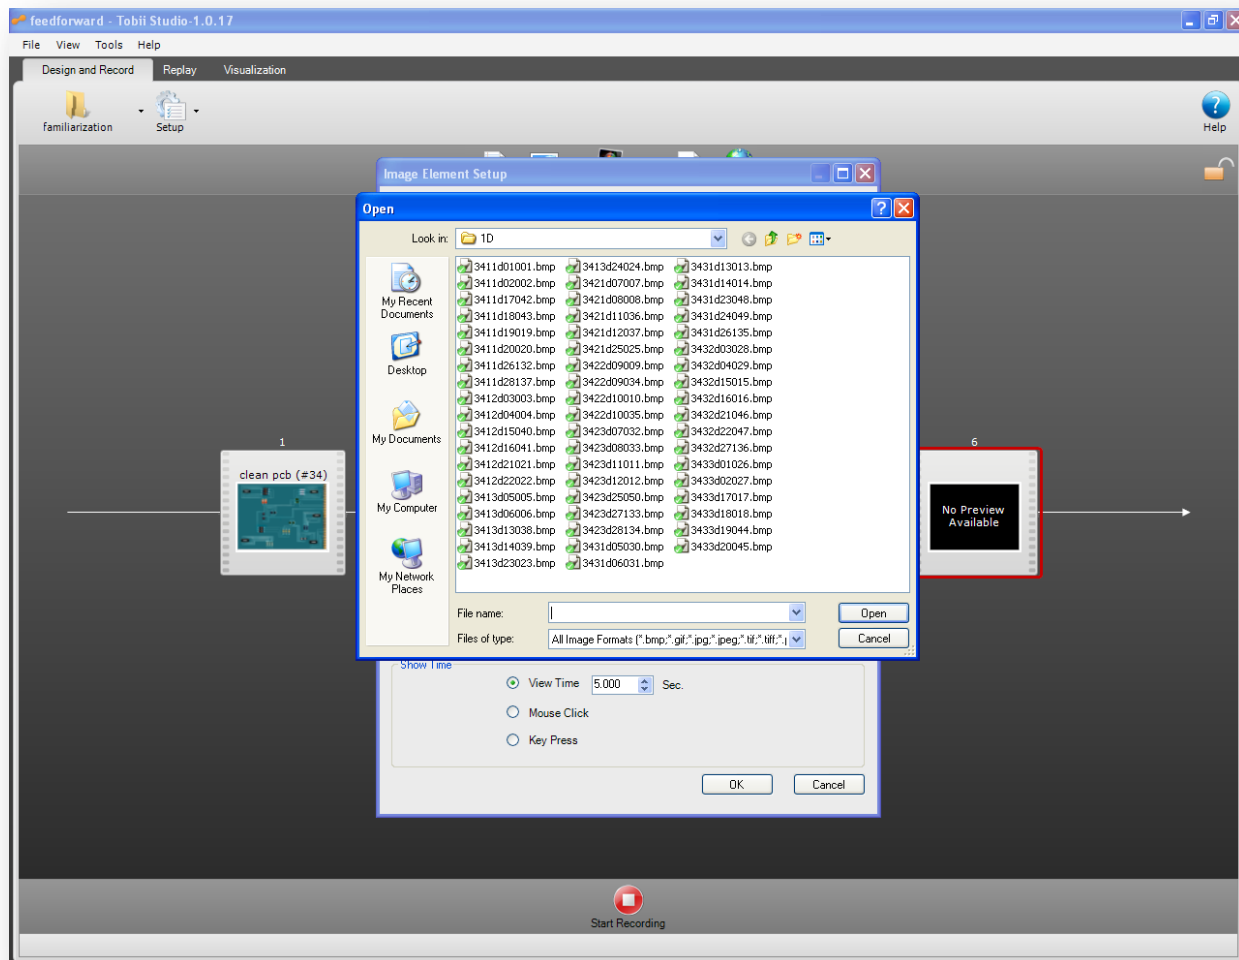 feedforward - Tobii Studio-1.0.17
File View Tools Help
Design and Record Replay Visualization
familiarization Setup Help
Image Element Setup
Open
Look in: 1D
My Recent Documents
Desktop
My Documents
My Computer
My Network Places
3411d01001.bmp 3413d24024.bmp 3431d13013.bmp
3411d02002.bmp 3421d07007.bmp 3431d14014.bmp
3411d17042.bmp 3421d08008.bmp 3431d23048.bmp
3411d18043.bmp 3421d11036.bmp 3431d24049.bmp
3411d19019.bmp 3421d12037.bmp 3431d26135.bmp
3411d20020.bmp 3421d25025.bmp 3432d03028.bmp
3411d26132.bmp 3422d09009.bmp 3432d04029.bmp
3411d28137.bmp 3422d09034.bmp 3432d15015.bmp
3412d03003.bmp 3422d10010.bmp 3432d16016.bmp
3412d04004.bmp 3422d10035.bmp 3432d21046.bmp
3412d15040.bmp 3423d07032.bmp 3432d22047.bmp
3412d16041.bmp 3423d08033.bmp 3432d27136.bmp
3412d21021.bmp 3423d11011.bmp 3433d01026.bmp
3412d22022.bmp 3423d12012.bmp 3433d02027.bmp
3413d05005.bmp 3423d25050.bmp 3433d17017.bmp
3413d06006.bmp 3423d27133.bmp 3433d18018.bmp
3413d13038.bmp 3423d28134.bmp 3433d19044.bmp
3413d14039.bmp 3431d05030.bmp 3433d20045.bmp
3413d23023.bmp 3431d06031.bmp
File name: Open
Files of type: All Image Formats (*.bmp;*.gif;*.jpg;*.jpeg;*.tif;*.tiff;*. Cancel
1
clean pcb (#34)
6
No Preview
Available
Show Time
View Time 5.000 Sec.
Mouse Click
Key Press
OK Cancel
Start Recording